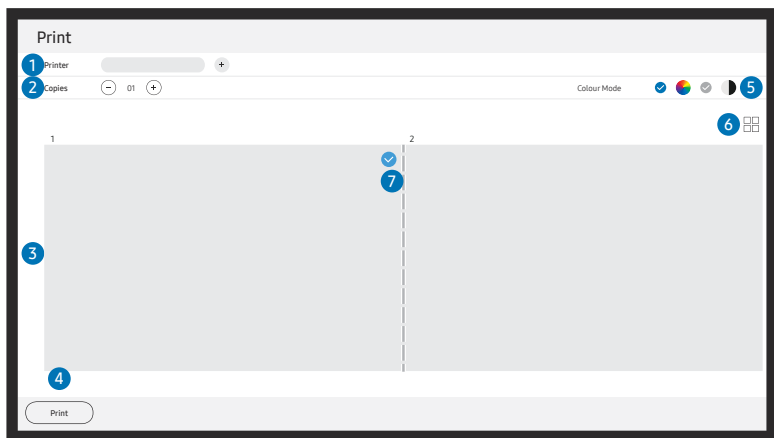 Print
1 Printer +
2 Copies − 01 + Colour Mode 5
6
1 2
7
3
4
Print